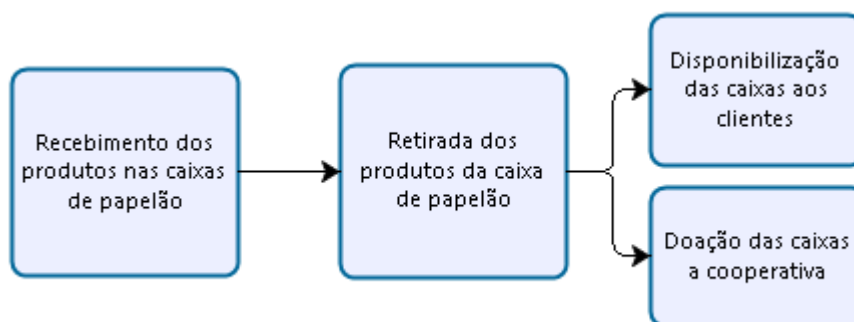 Recebimento dos
produtos nas caixas
de papelão
Retirada dos
produtos da caixa
de papelão
Disponibilização
das caixas aos
clientes
Doação das caixas
a cooperativa